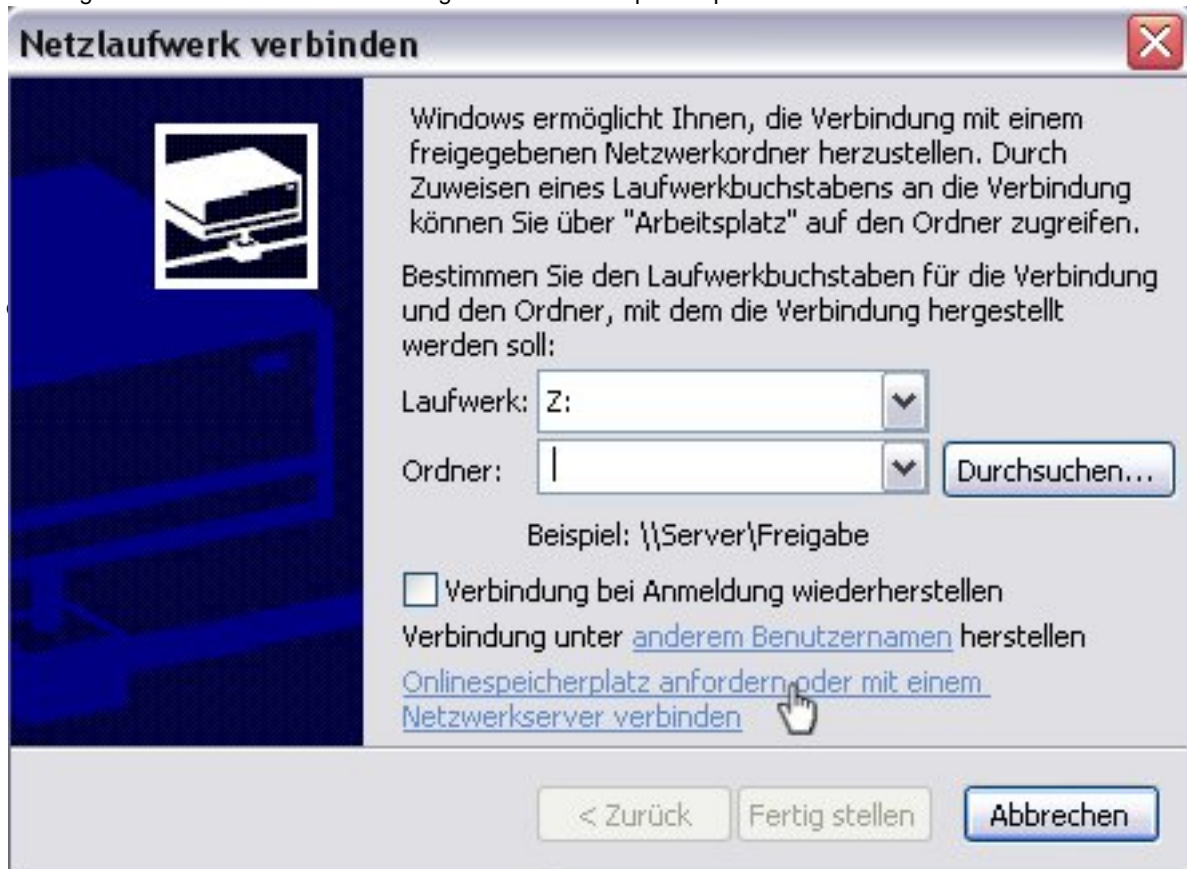 Netzlaufwerk verbinden
Windows ermöglicht Ihnen, die Verbindung mit einem
freigegebenen Netzwerkordner herzustellen. Durch
Zuweisen eines Laufwerkbuchstabens an die Verbindung
können Sie über "Arbeitsplatz" auf den Ordner zugreifen.
Bestimmen Sie den Laufwerkbuchstaben für die Verbindung
und den Ordner, mit dem die Verbindung hergestellt
werden soll:
Laufwerk: Z:
Ordner: Durchsuchen...
Beispiel: \\Server\Freigabe
Verbindung bei Anmeldung wiederherstellen
Verbindung unter anderem Benutzernamen herstellen
Onlinespeicherplatz anfordern oder mit einem
Netzwerkserver verbinden
< Zurück Fertig stellen Abbrechen